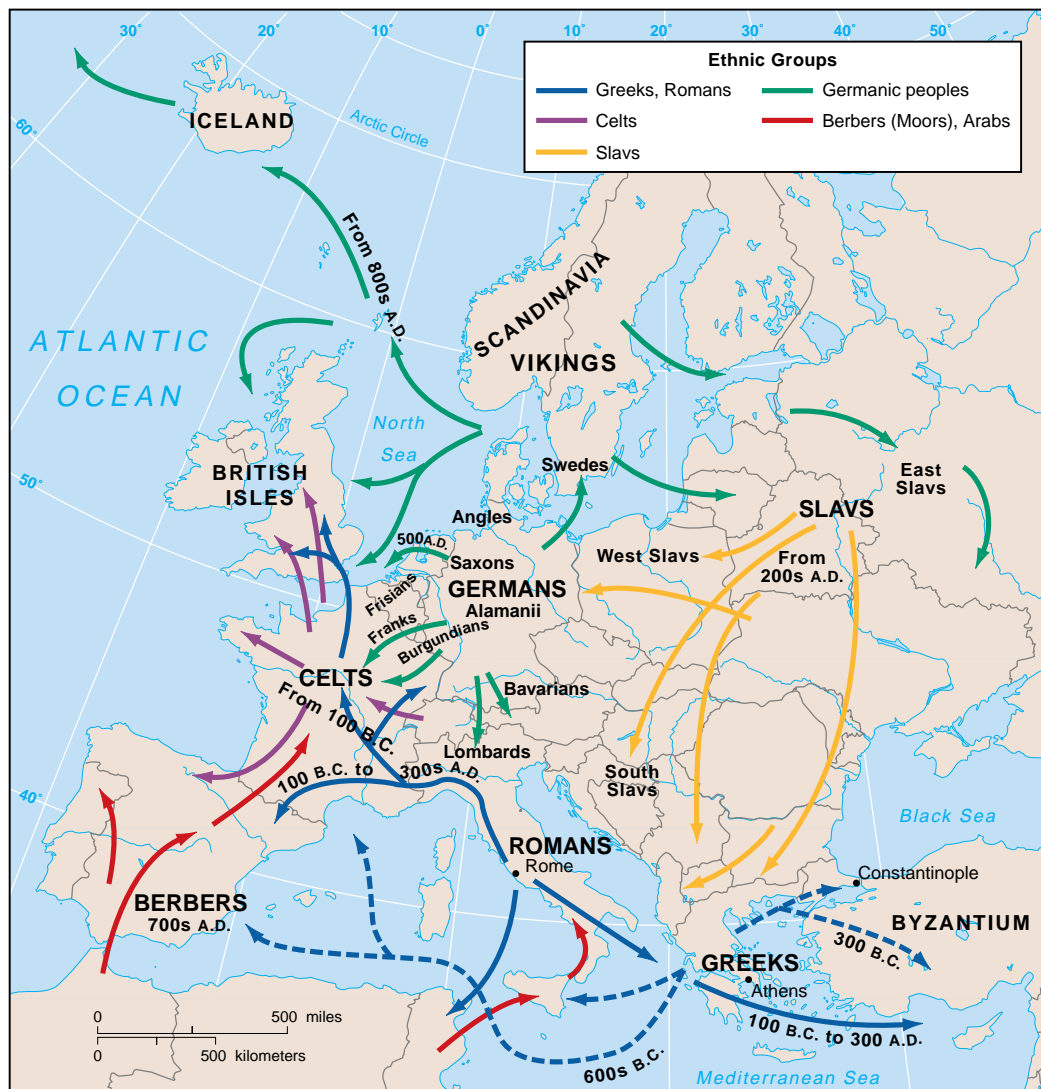 30°
20°
10°
0°
10°
20°
30°
40°
50°
60°
50°
40°
Ethnic Groups
Greeks, Romans
Celts
Slavs
Germanic peoples
Berbers (Moors), Arabs
ICELAND
Arctic Circle
From 800s A.D.
SCANDINAVIA
VIKINGS
ATLANTIC
OCEAN
North
Sea
BRITISH
ISLES
Swedes
East
Slavs
Angles
SLAVS
500 A.D.
Saxons
West Slavs
From
200s A.D.
GERMANS
Alamanii
Frisians
Franks
Burgundians
CELTS
From 100 B.C.
Bavarians
Lombards
100 B.C. to 300s A.D.
South
Slavs
Black Sea
ROMANS
Rome
Constantinople
BERBERS
700s A.D.
BYZANTIUM
300 B.C.
GREEKS
Athens
100 B.C. to 300 A.D.
600s B.C.
0 500 miles
0 500 kilometers
Mediterranean Sea